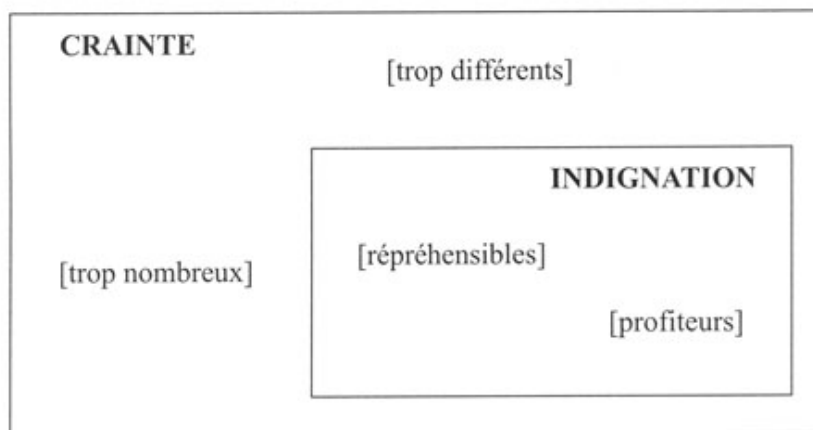 CRAINTE
[trop différents]
INDIGNATION
[répréhensibles]
[trop nombreux]
[profiteurs]